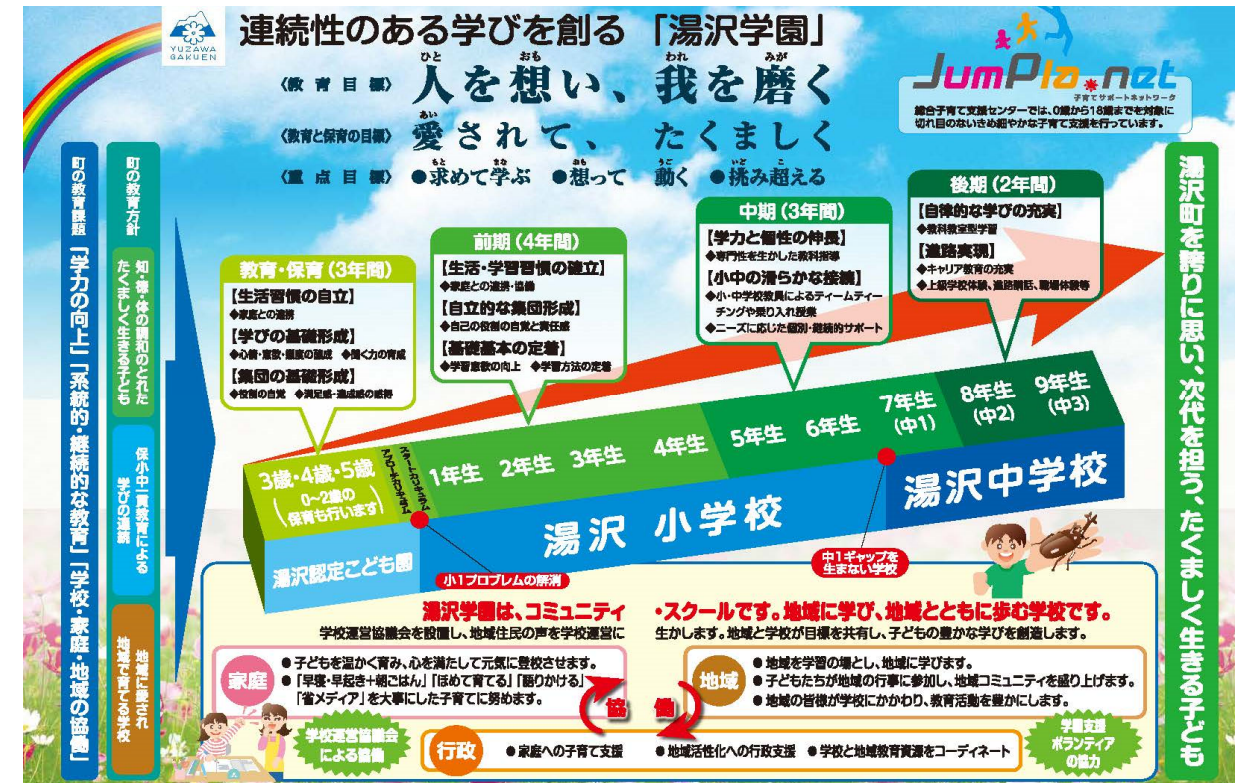 YUZAWA GAKUEN
連続性のある学びを創る 「湯沢学園」
〈教育目標〉 人を想い、我を磨く
ひと おも われ みが
〈教育と保育の目標〉 愛されて、たくましく
あい
〈重点目標〉 ●求めて学ぶ ●想って 動く ●挑み超える
もと まな おも うご いど こ
JumPla.net
子育てサポートネットワーク
総合子育て支援センターでは、0歳から18歳までを対象に
切れ目のないきめ細やかな子育て支援を行っています。
町の教育課題 「学力の向上」「系統的・継続的な教育」「学校・家庭・地域の協働」
町の教育方針
知・徳・体の調和のとれた
たくましく生きる子ども
保小中一貫教育による
学びの連続
地域に愛され
地域で育てる学校
教育・保育(3年間)
【生活習慣の自立】
◆家庭との連携
【学びの基礎形成】
◆心情・意欲・態度の醸成 ◆聞く力の育成
【集団の基礎形成】
◆役割の自覚 ◆満足感・達成感の感得
前期(4年間)
【生活・学習習慣の確立】
◆家庭との連携・協働
【自立的な集団形成】
◆自己の役割の自覚と責任感
【基礎基本の定着】
◆学習意欲の向上 ◆学習方法の定着
中期(3年間)
【学力と個性の伸長】
◆専門性を生かした教科指導
【小中の滑らかな接続】
◆小・中学校教員によるティームティー
チングや乗り入れ授業
◆ニーズに応じた個別・継続的サポート
後期(2年間)
【自律的な学びの充実】
◆教科教室型学習
【進路実現】
◆キャリア教育の充実
◆上級学校体験、進路講話、職場体験等
湯沢町を誇りに思い、次代を担う、たくましく生きる子ども
3歳・4歳・5歳
(0~2歳の
保育も行います)
アプローチカリキュラム
スタートカリキュラム
1年生
2年生
3年生
4年生
5年生
6年生
7年生
(中1)
8年生
(中2)
9年生
(中3)
湯沢認定こども園
湯沢 小学校
湯沢中学校
小1プロブレムの解消
中1ギャップを
生まない学校
湯沢学園は、コミュニティ ・スクールです。地域に学び、地域とともに歩む学校です。
学校運営協議会を設置し、地域住民の声を学校運営に 生かします。地域と学校が目標を共有し、子どもの豊かな学びを創造します。
家庭
● 子どもを温かく育み、心を満たして元気に登校させます。
● 「早寝・早起き+朝ごはん」「ほめて育てる」「語りかける」
「省メディア」を大事にした子育てに努めます。
協 働
地域
● 地域を学習の場とし、地域に学びます。
● 子どもたちが地域の行事に参加し、地域コミュニティを盛り上げます。
● 地域の皆様が学校にかかわり、教育活動を豊かにします。
学校運営協議会
による協働
行政
● 家庭への子育て支援 ● 地域活性化への行政支援 ● 学校と地域教育資源をコーディネート
学園支援
ボランティア
の協力